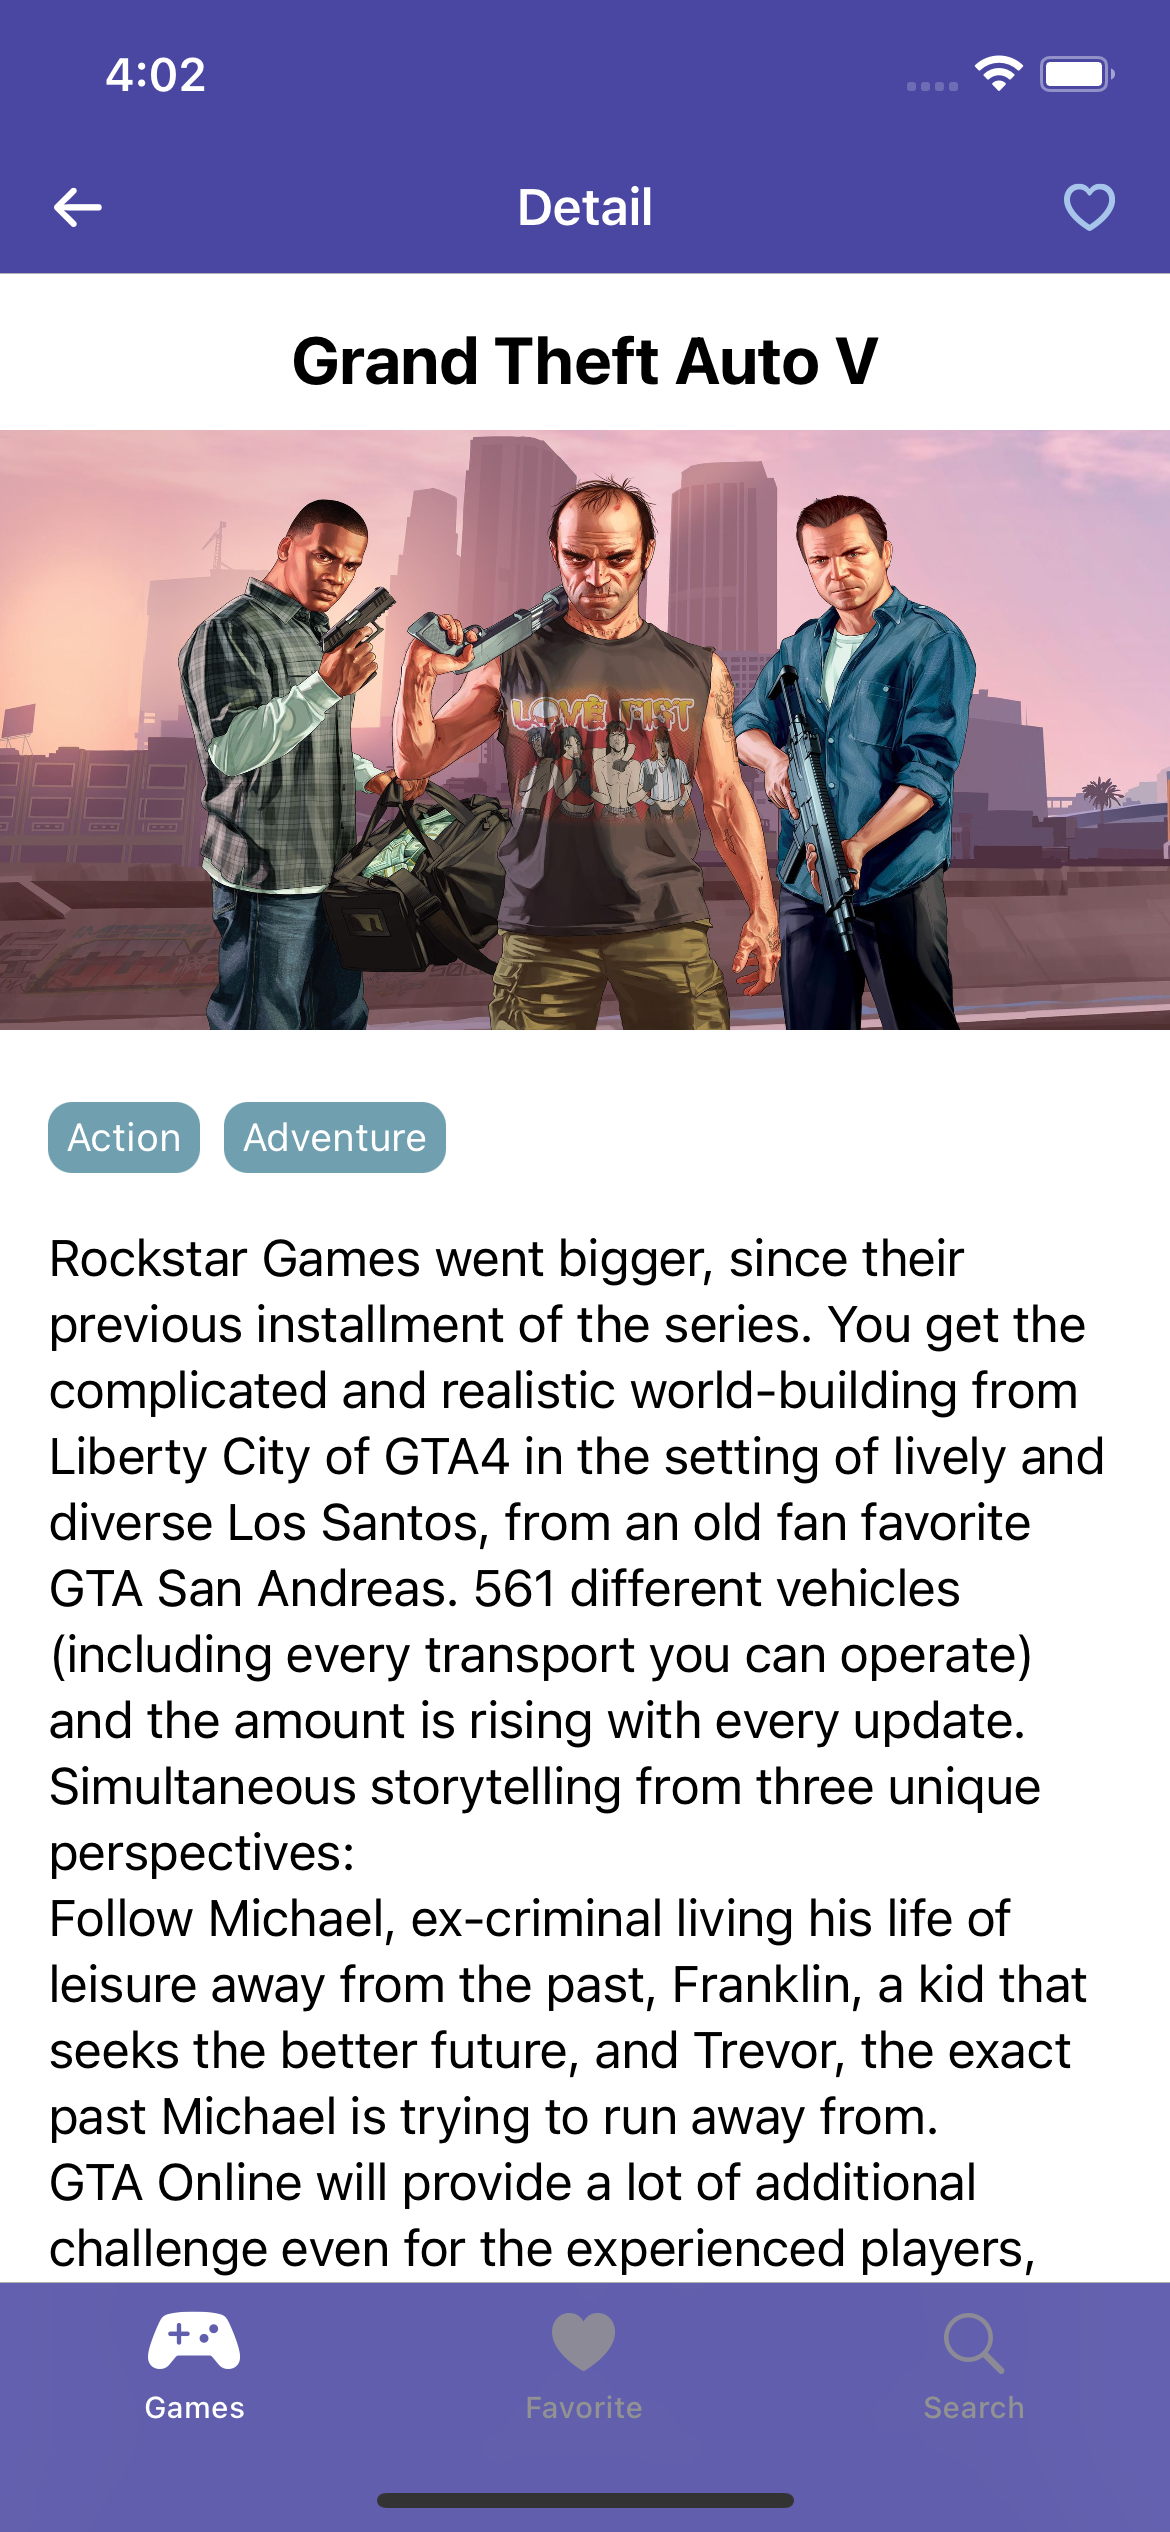 4:02
Detail
Grand Theft Auto V
LOVE FIST
Action Adventure
Rockstar Games went bigger, since their
previous installment of the series. You get the
complicated and realistic world-building from
Liberty City of GTA4 in the setting of lively and
diverse Los Santos, from an old fan favorite
GTA San Andreas. 561 different vehicles
(including every transport you can operate)
and the amount is rising with every update.
Simultaneous storytelling from three unique
perspectives:
Follow Michael, ex-criminal living his life of
leisure away from the past, Franklin, a kid that
seeks the better future, and Trevor, the exact
past Michael is trying to run away from.
GTA Online will provide a lot of additional
challenge even for the experienced players,
Games Favorite Search